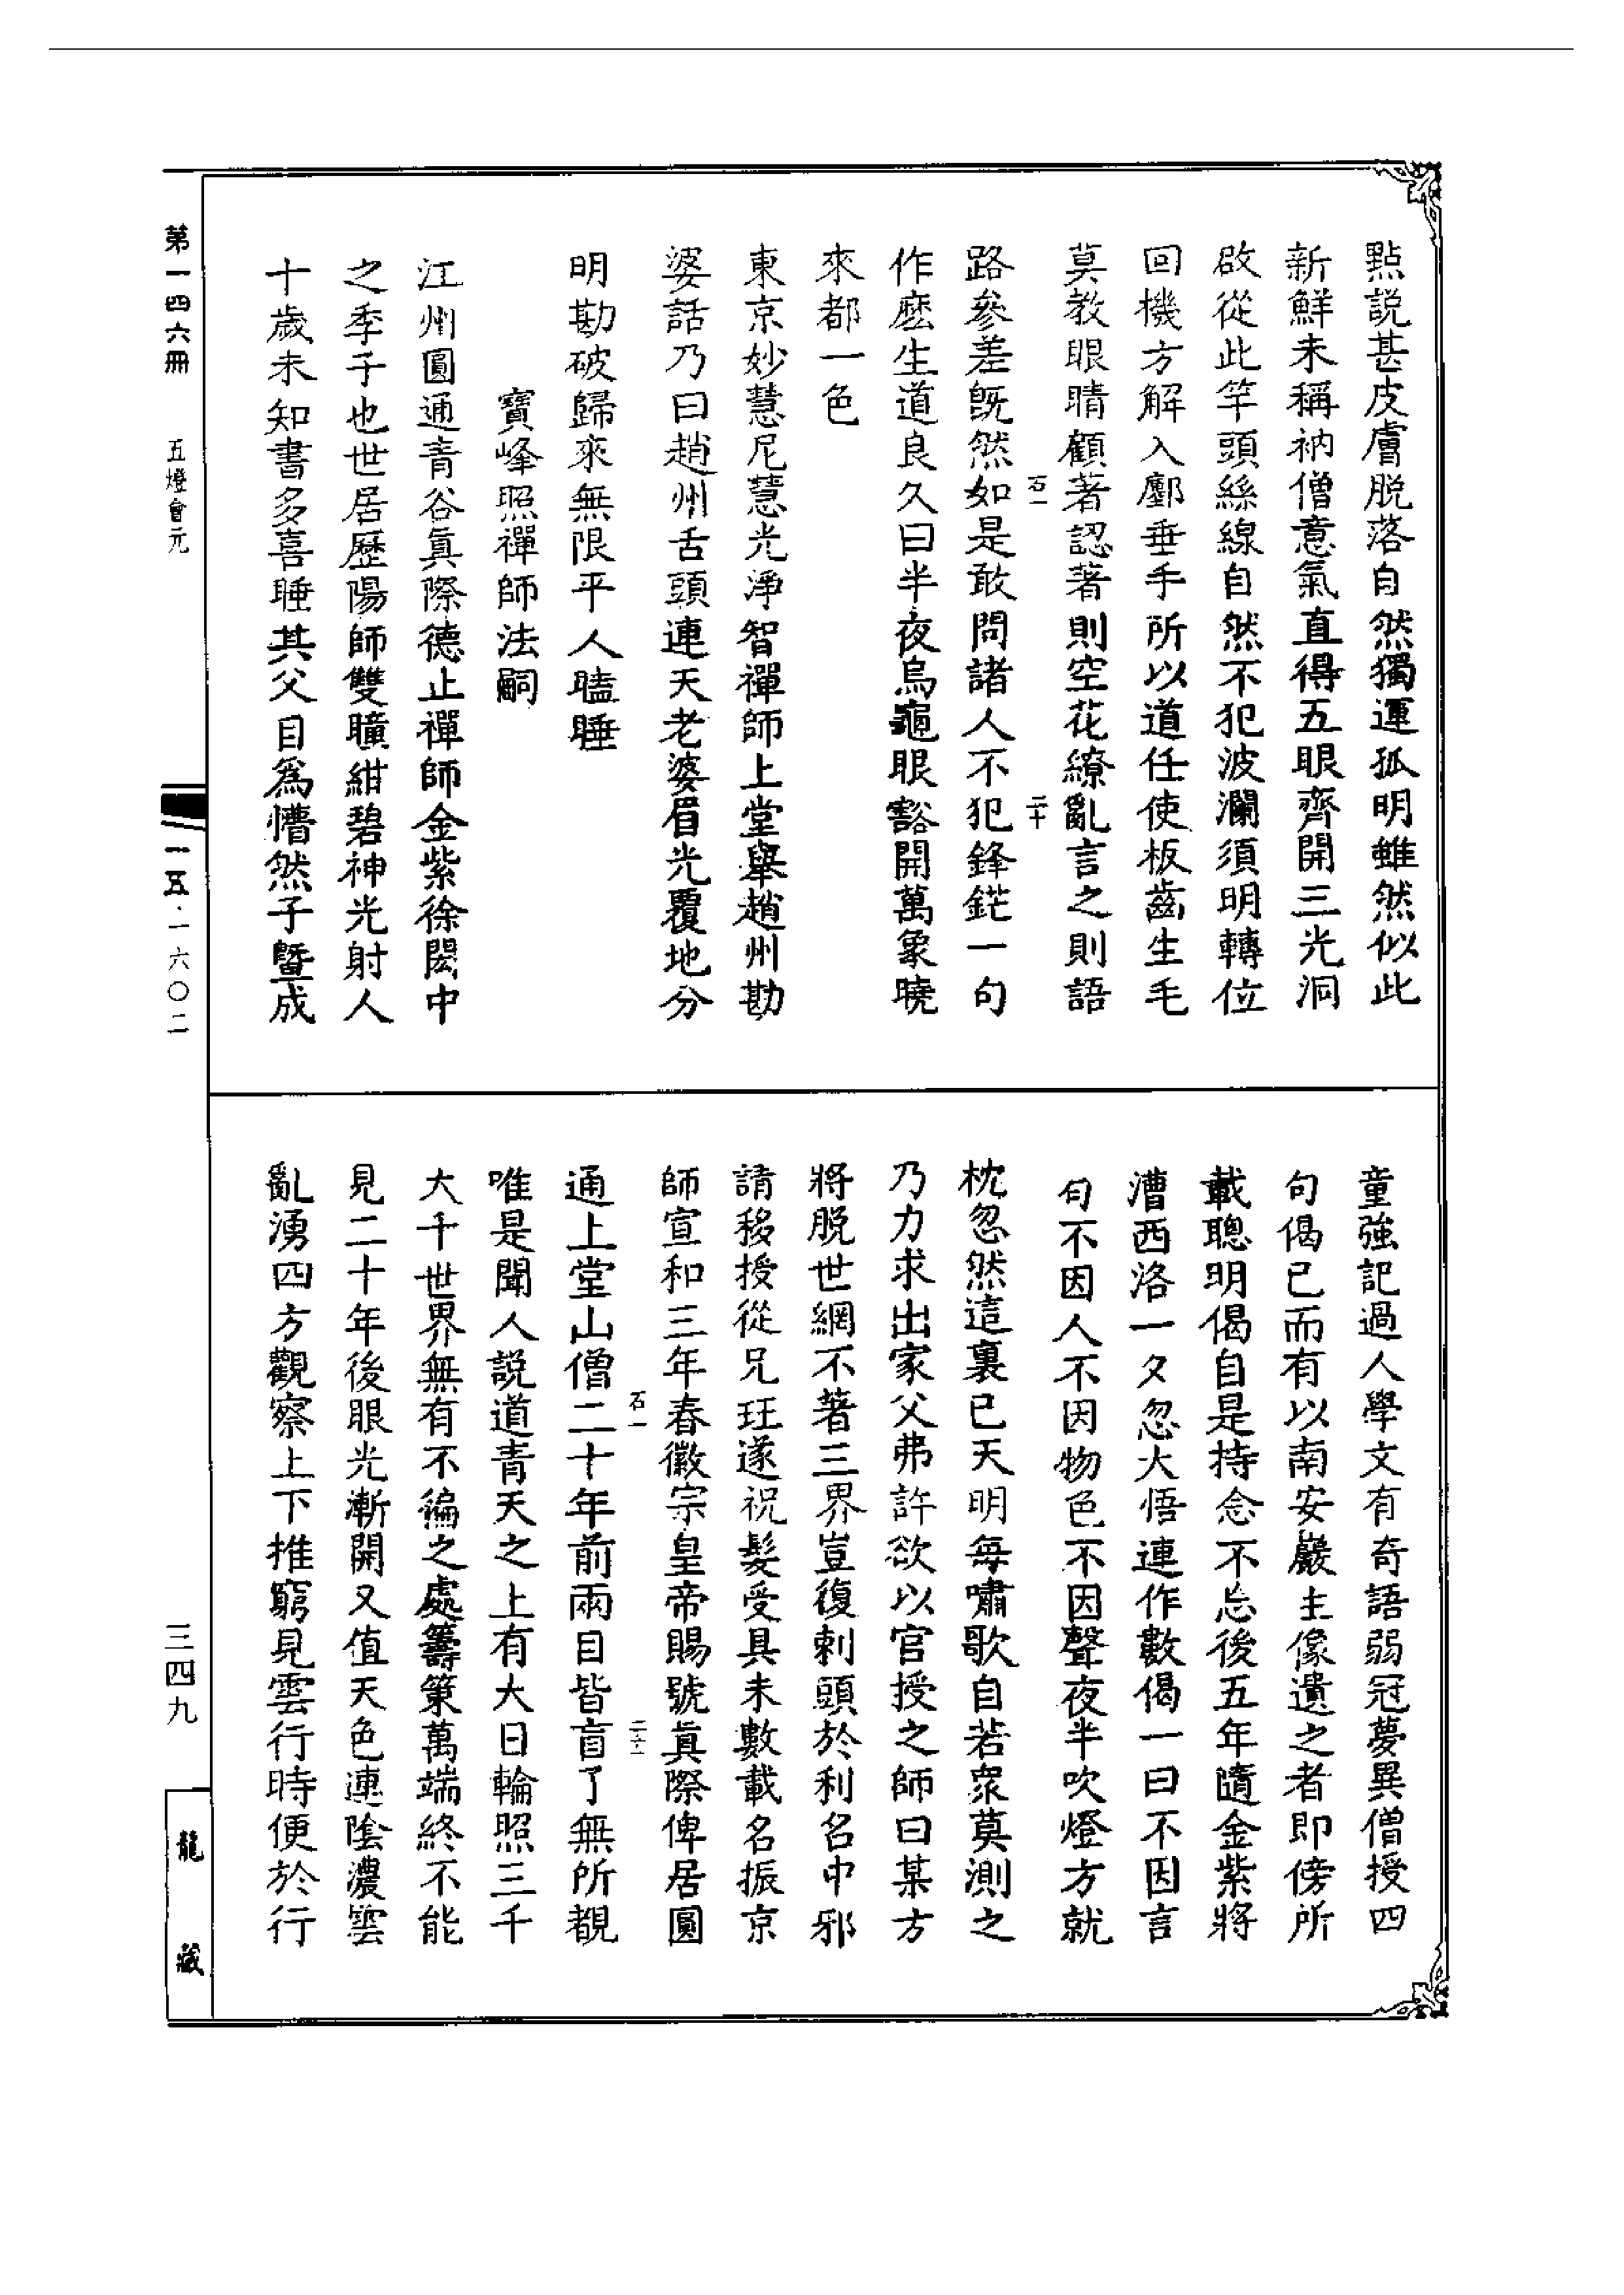 點説甚皮膚脱落自然獨運孤明雖然似此
新鮮未稱衲僧意氣直得五眼齊開三光洞
啟從此竿頭絲線自然不犯波瀾須明轉位
回機方解入鄽垂手所以道任使板齒生毛
莫教眼睛顧著認著則空花繚亂言之則語
石一
二十
路參差既然如是敢問諸人不犯鋒鋩一句
作麽生道良久曰半夜烏龜眼豁開萬象曉
來都一色
東京妙慧尼慧光淨智禪師上堂舉趙州勘
婆話乃曰趙州舌頭連天老婆眉光覆地分
明勘破歸來無限平人瞌睡
寶峰照禪師法嗣
江州圓通青谷眞際德止禪師金紫徐閎中
之季子也世居歷陽師雙瞳紺碧神光射人
十歲未知書多喜睡其父目爲懵然子暨成
童強記過人學文有奇語弱冠夢異僧授四
句偈已而有以南安巖主像遺之者即傍所
載聰明偈自是持念不忘後五年隨金紫將
漕西洛一夕忽大悟連作數偈一曰不因言
句不因人不因物色不因聲夜半吹燈方就
枕忽然這裏已天明每嘯歌自若衆莫測之
乃力求出家父弗許欲以官授之師曰某方
將脱世網不著三界豈復剌頭於利名中邪
請移授從兄珏遂祝髮受具未數載名振京
師宣和三年春徽宗皇帝賜號眞際俾居圓
石一
二十一
通上堂山僧二十年前兩目皆盲了無所覩
唯是聞人説道青天之上有大日輪照三千
大千世界無有不徧之處籌策萬端終不能
見二十年後眼光漸開又值天色連陰濃雲
亂湧四方觀察上下推窮見雲行時便於行
第一四六冊 五燈會元
一五·一六〇二
三四九
龍藏